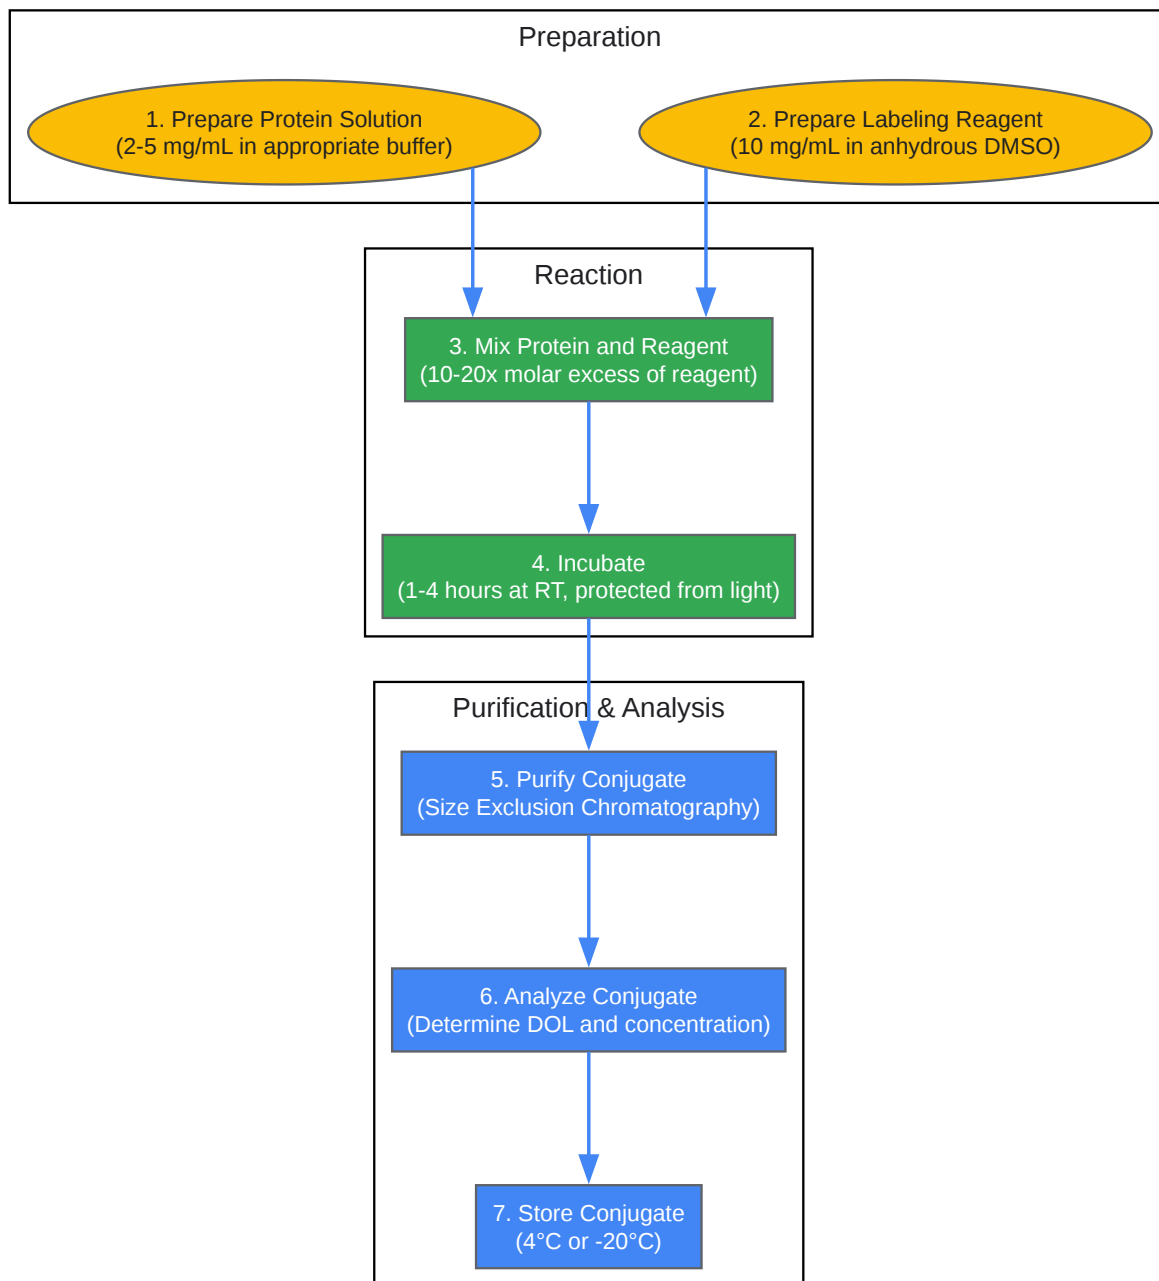 Preparation
1. Prepare Protein Solution
(2-5 mg/mL in appropriate buffer)
2. Prepare Labeling Reagent
(10 mg/mL in anhydrous DMSO)
Reaction
3. Mix Protein and Reagent
(10-20x molar excess of reagent)
4. Incubate
(1-4 hours at RT, protected from light)
Purification & Analysis
5. Purify Conjugate
(Size Exclusion Chromatography)
6. Analyze Conjugate
(Determine DOL and concentration)
7. Store Conjugate
(4°C or -20°C)